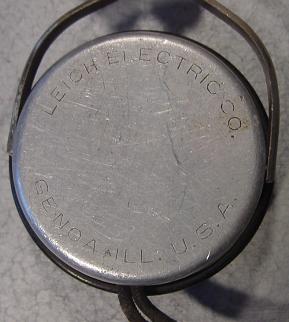 LEICH ELECTRIC CO.
GENOA, ILL. U.S.A.